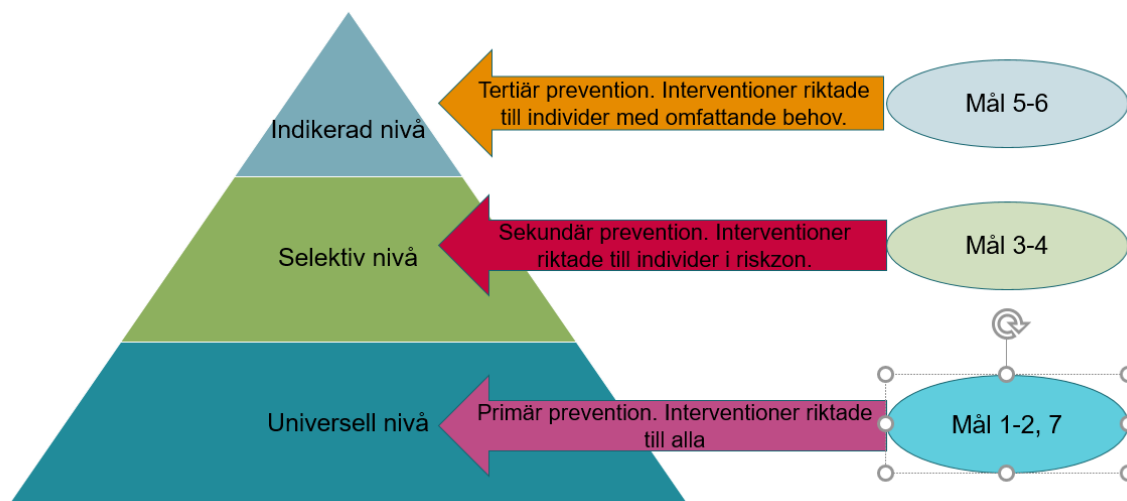 Indikerad nivå
Tertiär prevention. Interventioner riktade
till individer med omfattande behov.
Mål 5-6
Selektiv nivå
Sekundär prevention. Interventioner
riktade till individer i riskzon.
Mål 3-4
Universell nivå
Primär prevention. Interventioner riktade
till alla
Mål 1-2, 7